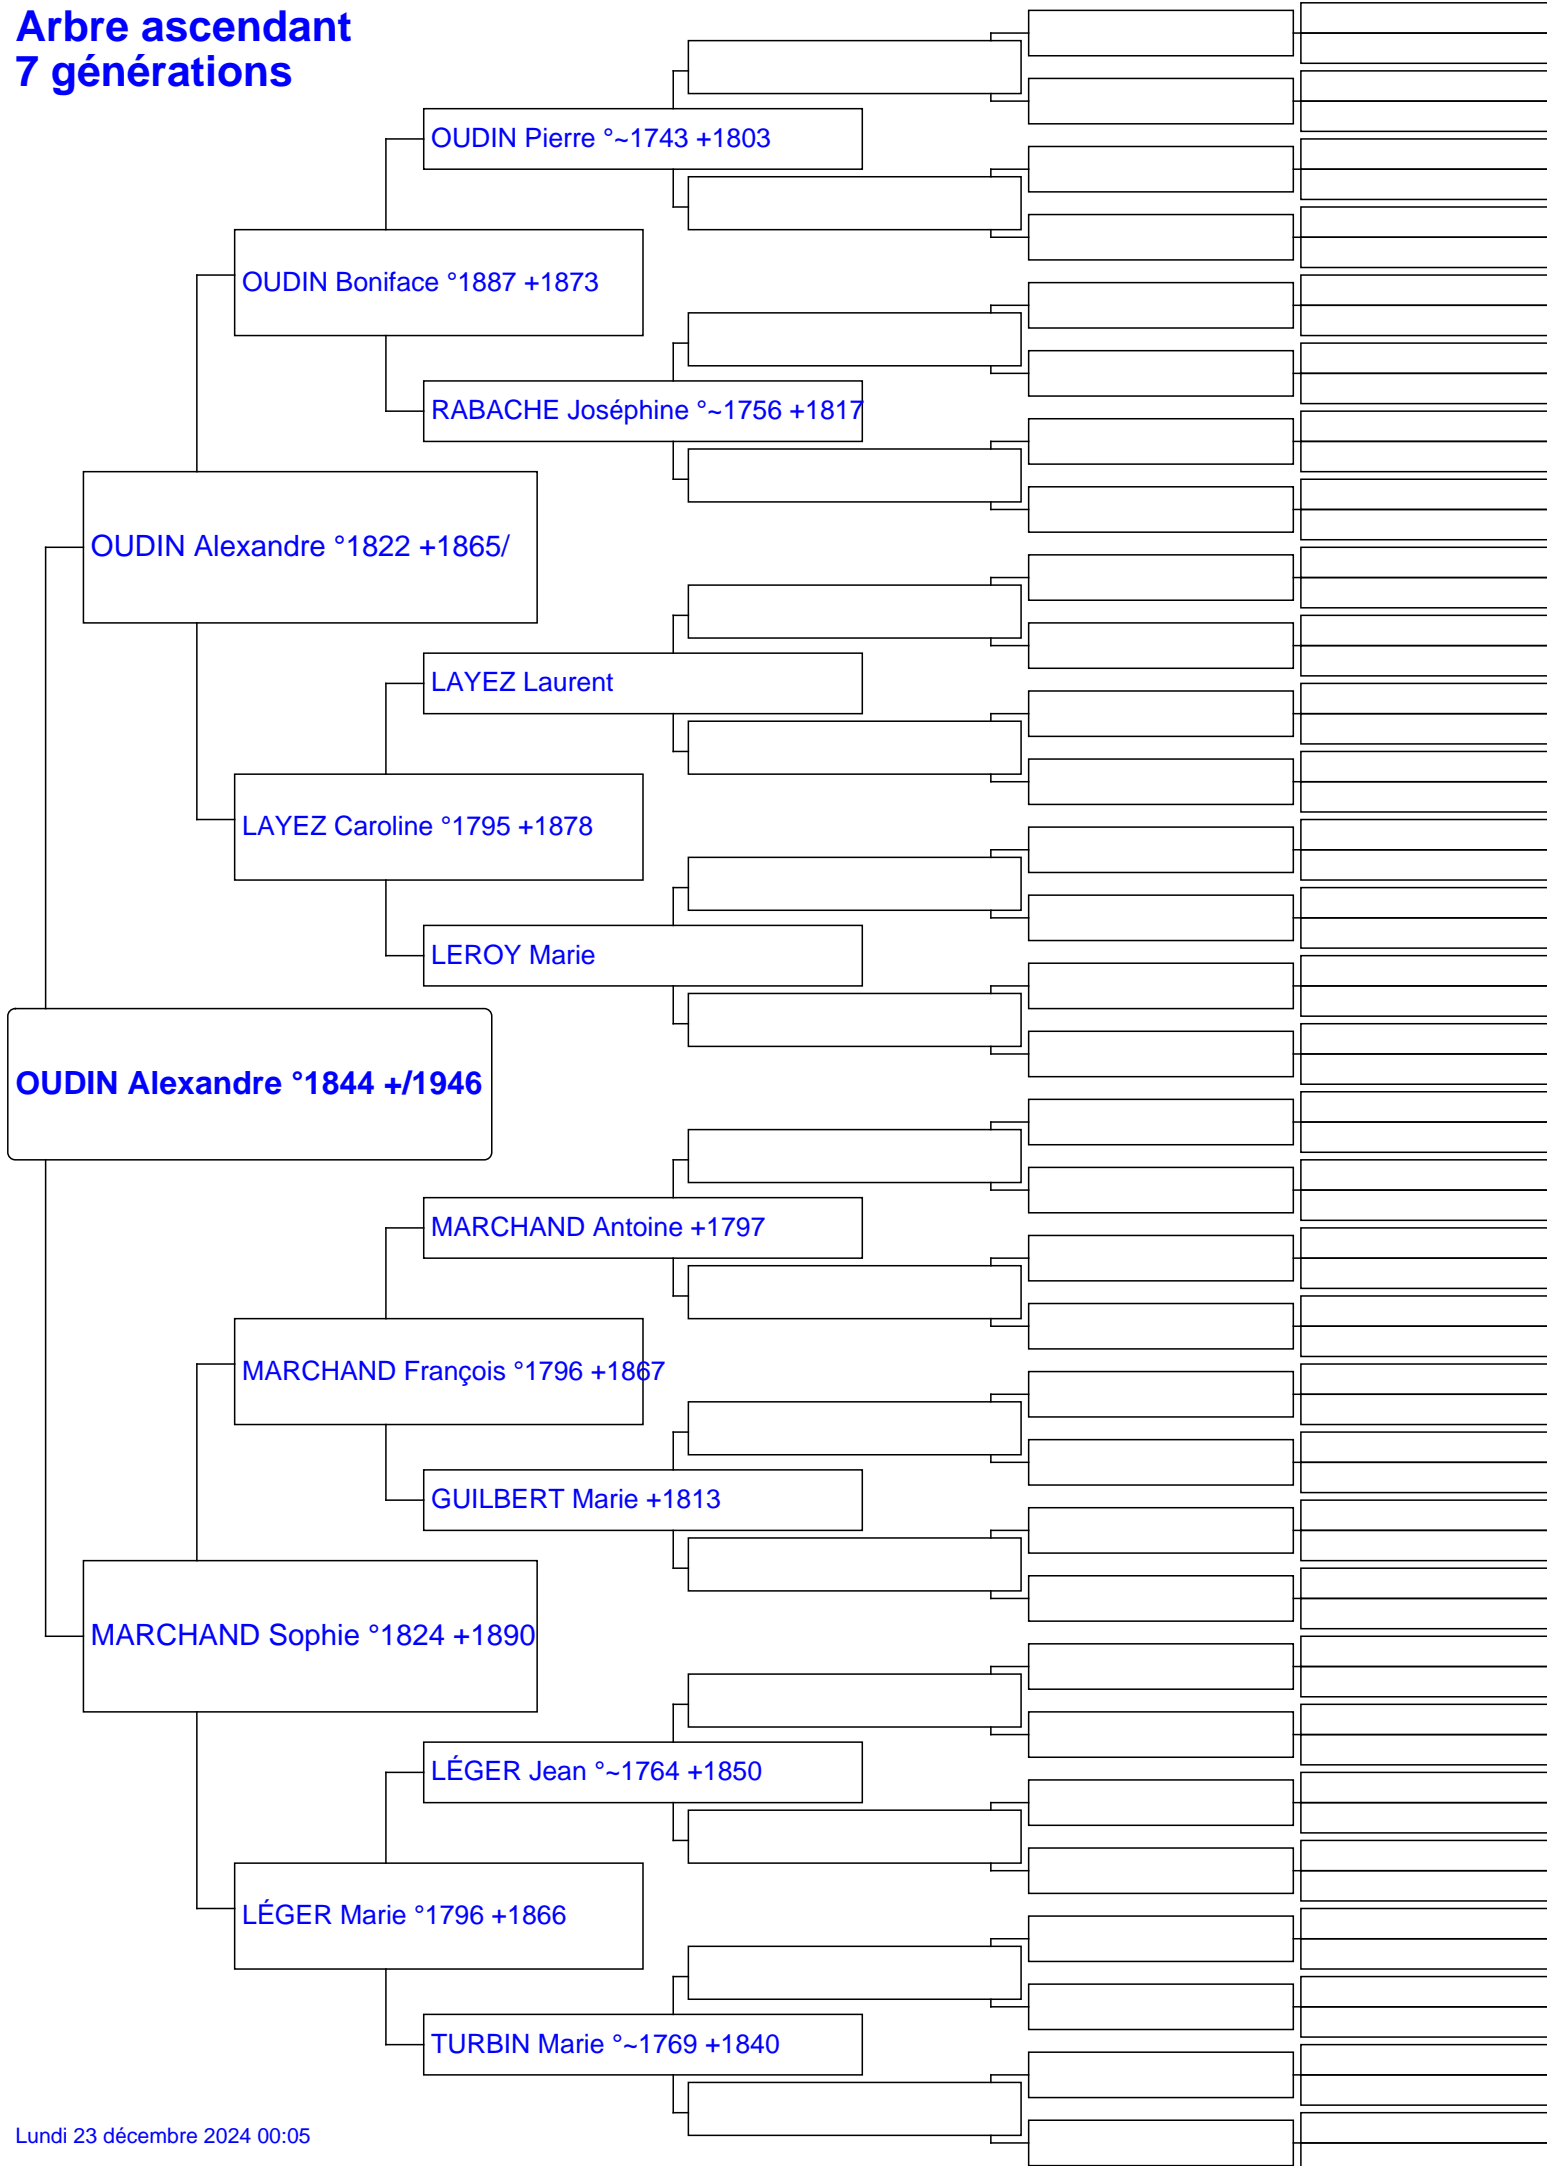 Arbre ascendant
7 générations
OUDIN Pierre °~1743 +1803
OUDIN Boniface °1887 +1873
RABACHE Joséphine °~1756 +1817
OUDIN Alexandre °1822 +1865/
LAYEZ Laurent
LAYEZ Caroline °1795 +1878
LEROY Marie
OUDIN Alexandre °1844 +/1946
MARCHAND Antoine +1797
MARCHAND François °1796 +1867
GUILBERT Marie +1813
MARCHAND Sophie °1824 +1890
LÉGER Jean °~1764 +1850
LÉGER Marie °1796 +1866
TURBIN Marie °~1769 +1840
Lundi 23 décembre 2024 00:05